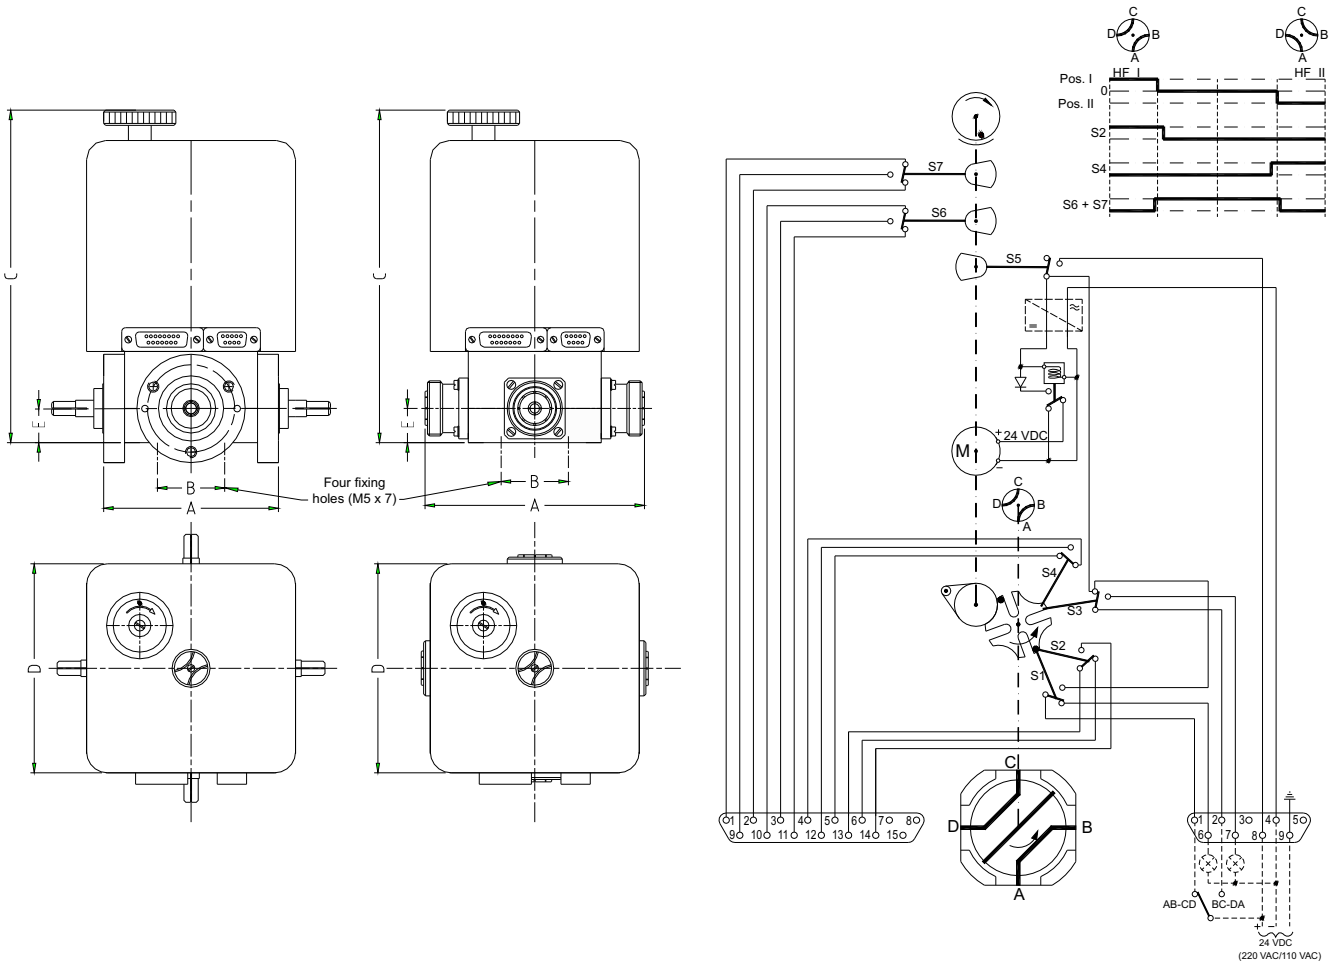 C
D B
A
C
D B
A
HF I
HF II
Pos. I
0
Pos. II
S2
S4
S6 + S7
S7
S6
S5
C
C
E
E
24 VDC
+
−
M
B
A
Four fixing
holes (M5 x 7)
B
A
C
D B
A
S4
S3
S2
S1
D
D
C
D B
A
1 2 3 4 5 6 7 8
9 10 11 12 13 14 15
1 2 3 4 5
6 7 8 9
AB-CD BC-DA
+ −
24 VDC
(220 VAC/110 VAC)